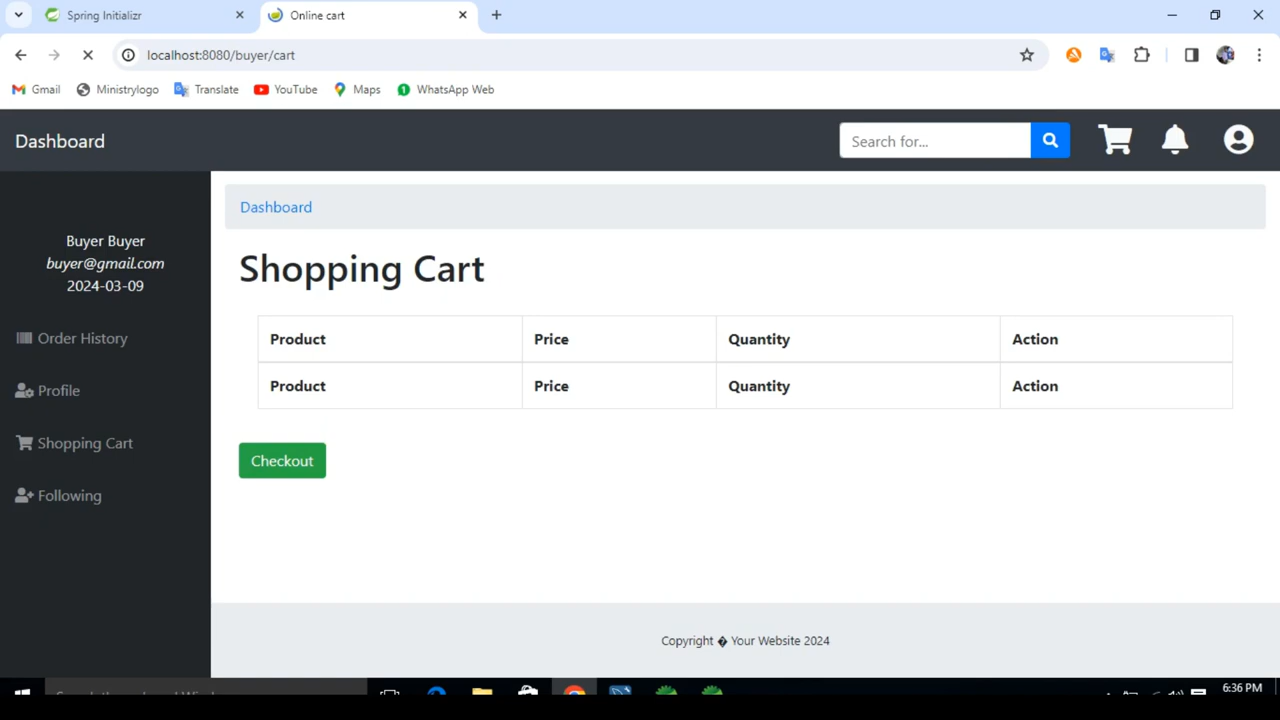 Spring Initializr
Online cart
localhost:8080/buyer/cart
Gmail Ministrylogo Translate YouTube Maps WhatsApp Web
Dashboard
Search for...
Dashboard
Buyer Buyer
buyer@gmail.com
2024-03-09
Order History
Profile
Shopping Cart
Following
Shopping Cart
Product Price Quantity Action
Product Price Quantity Action
Checkout
Copyright � Your Website 2024
6:36 PM